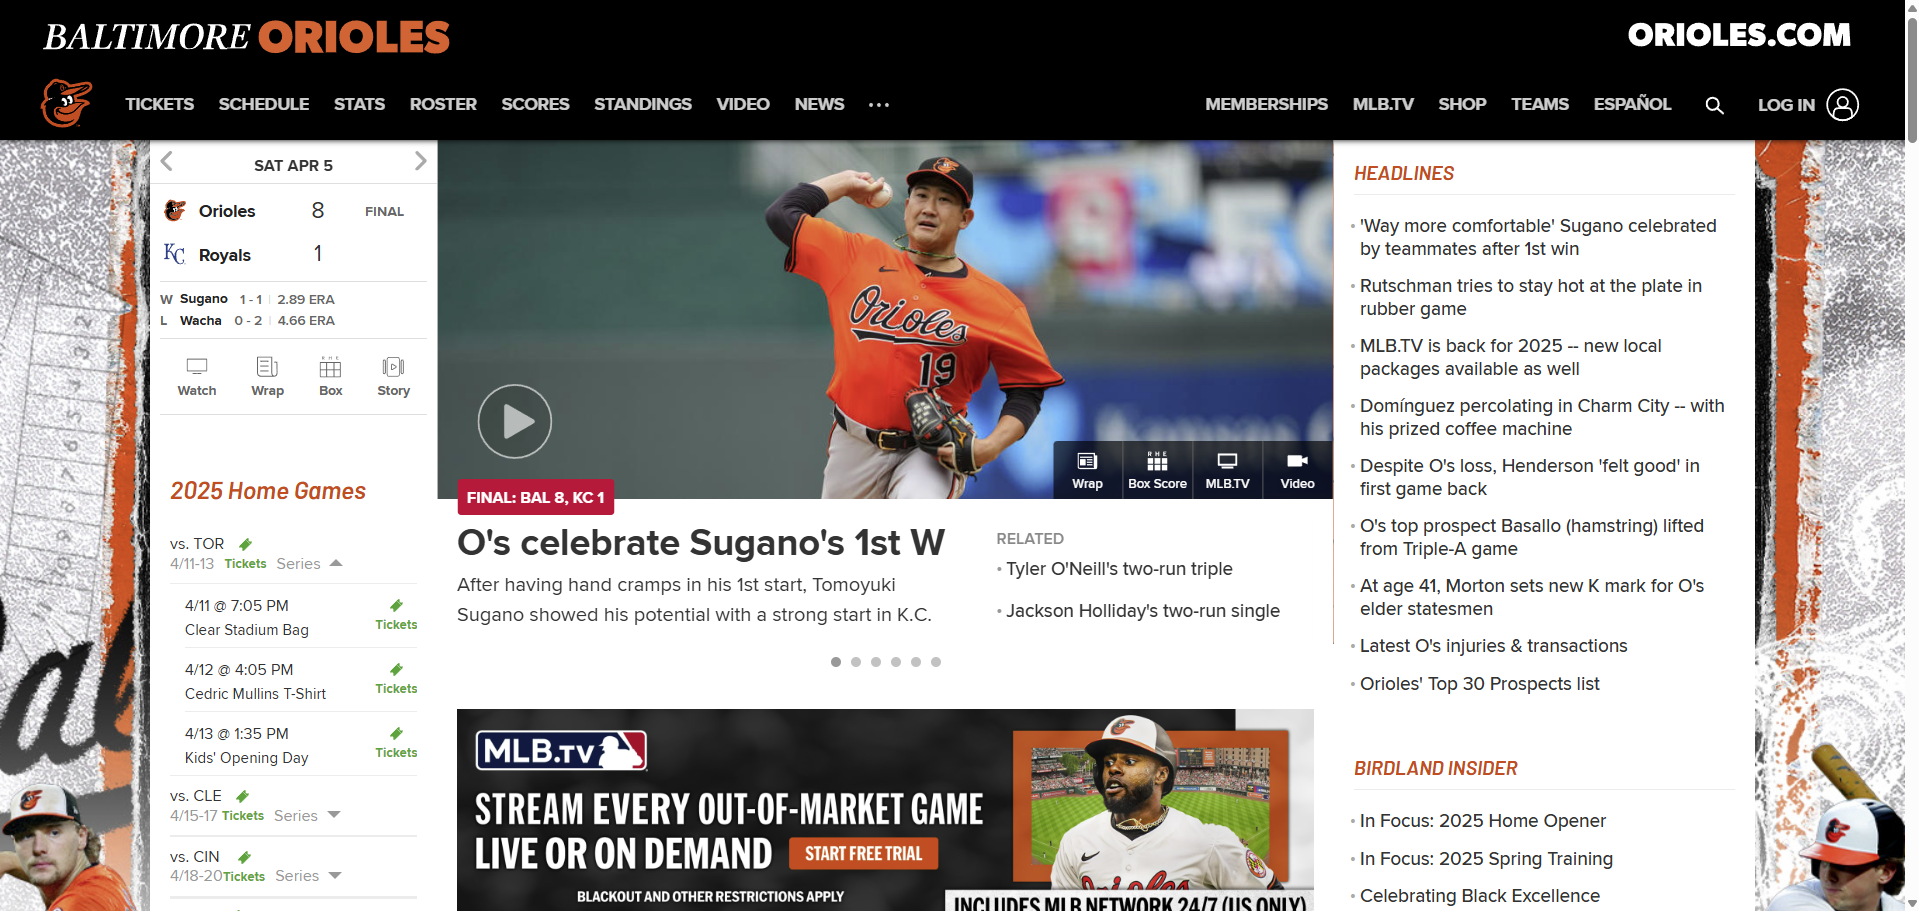 BALTIMORE ORIOLES
ORIOLES.COM
TICKETS SCHEDULE STATS ROSTER SCORES STANDINGS VIDEO NEWS ...
MEMBERSHIPS MLB.TV SHOP TEAMS ESPAÑOL LOG IN
SAT APR 5
Orioles 8 FINAL
KC Royals 1
W Sugano 1 - 1 | 2.89 ERA
L Wacha 0 - 2 | 4.66 ERA
R H E
Watch Wrap Box Story
2025 Home Games
vs. TOR
4/11-13 Tickets Series
4/11 @ 7:05 PM
Clear Stadium Bag
Tickets
4/12 @ 4:05 PM
Cedric Mullins T-Shirt
Tickets
4/13 @ 1:35 PM
Kids' Opening Day
Tickets
vs. CLE
4/15-17 Tickets Series
vs. CIN
4/18-20 Tickets Series
Orioles
19
R H E
Wrap Box Score MLB.TV Video
FINAL: BAL 8, KC 1
O's celebrate Sugano's 1st W
After having hand cramps in his 1st start, Tomoyuki
Sugano showed his potential with a strong start in K.C.
RELATED
Tyler O'Neill's two-run triple
Jackson Holliday's two-run single
MLB.TV
STREAM EVERY OUT-OF-MARKET GAME
LIVE OR ON DEMAND START FREE TRIAL
BLACKOUT AND OTHER RESTRICTIONS APPLY
Orioles
INCLUDES MLB NETWORK 24/7 (US ONLY)
HEADLINES
'Way more comfortable' Sugano celebrated
by teammates after 1st win
Rutschman tries to stay hot at the plate in
rubber game
MLB.TV is back for 2025 -- new local
packages available as well
Domínguez percolating in Charm City -- with
his prized coffee machine
Despite O's loss, Henderson 'felt good' in
first game back
O's top prospect Basallo (hamstring) lifted
from Triple-A game
At age 41, Morton sets new K mark for O's
elder statesmen
Latest O's injuries & transactions
Orioles' Top 30 Prospects list
BIRDLAND INSIDER
In Focus: 2025 Home Opener
In Focus: 2025 Spring Training
Celebrating Black Excellence